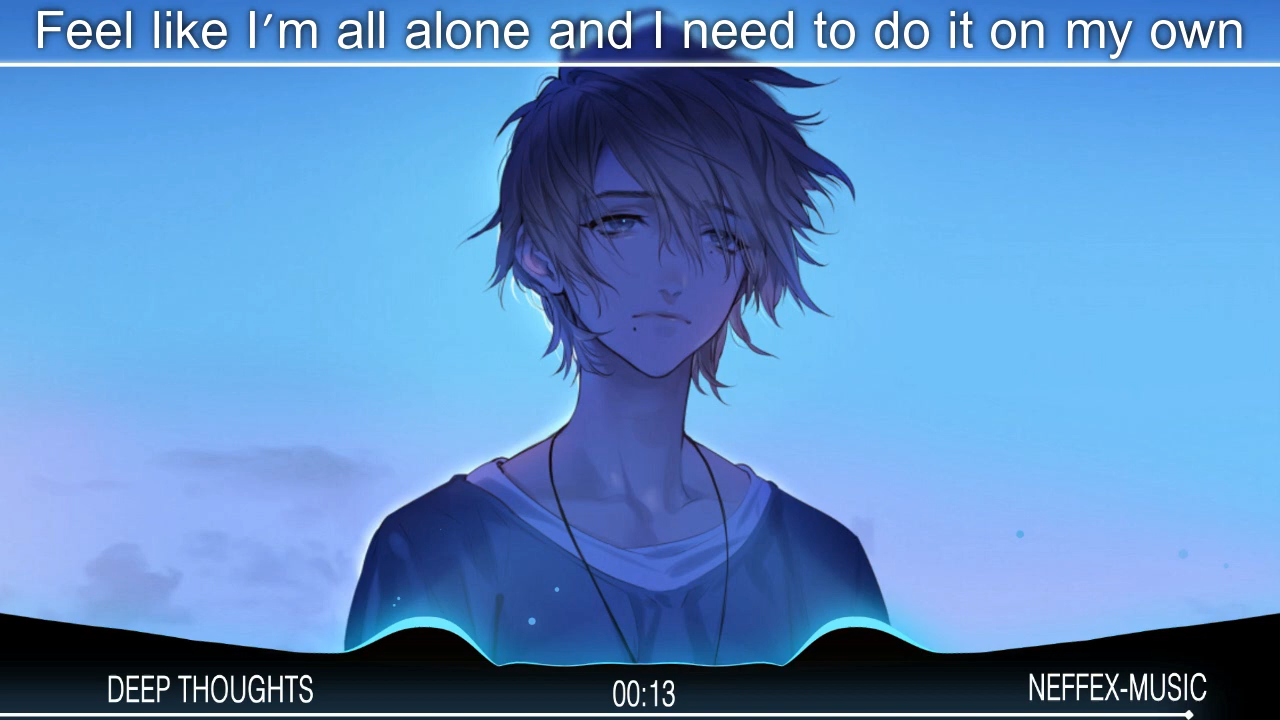 Feel like I'm all alone and I need to do it on my own
DEEP THOUGHTS
00:13
NEFFEX-MUSIC